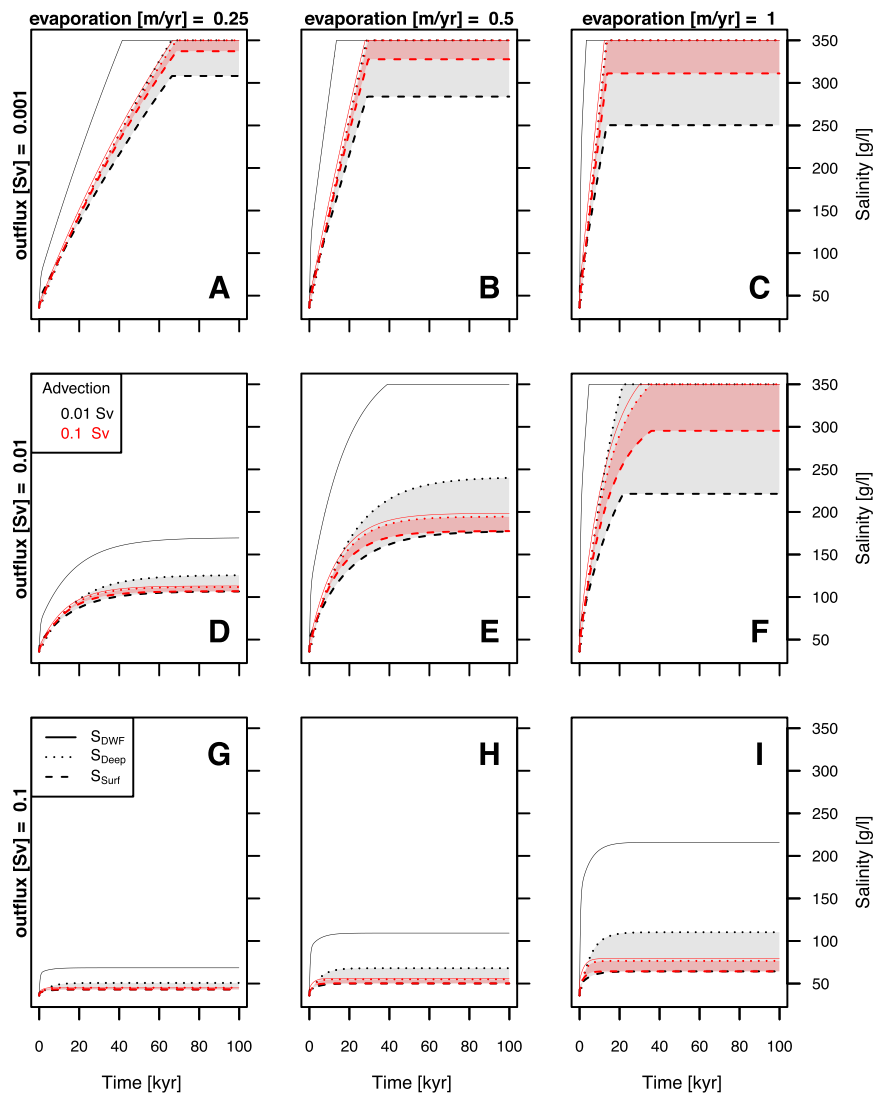 evaporation [m/yr] = 0.25 evaporation [m/yr] = 0.5 evaporation [m/yr] = 1
outflux [Sv] = 0.001
A B C
350
300
250
200
150
100
50
Salinity [g/l]
outflux [Sv] = 0.01
Advection
0.01 Sv
0.1 Sv
D E F
350
300
250
200
150
100
50
Salinity [g/l]
outflux [Sv] = 0.1
S_DWF
S_Deep
S_Surf
G H I
350
300
250
200
150
100
50
Salinity [g/l]
0 20 40 60 80 100 0 20 40 60 80 100 0 20 40 60 80 100
Time [kyr] Time [kyr] Time [kyr]